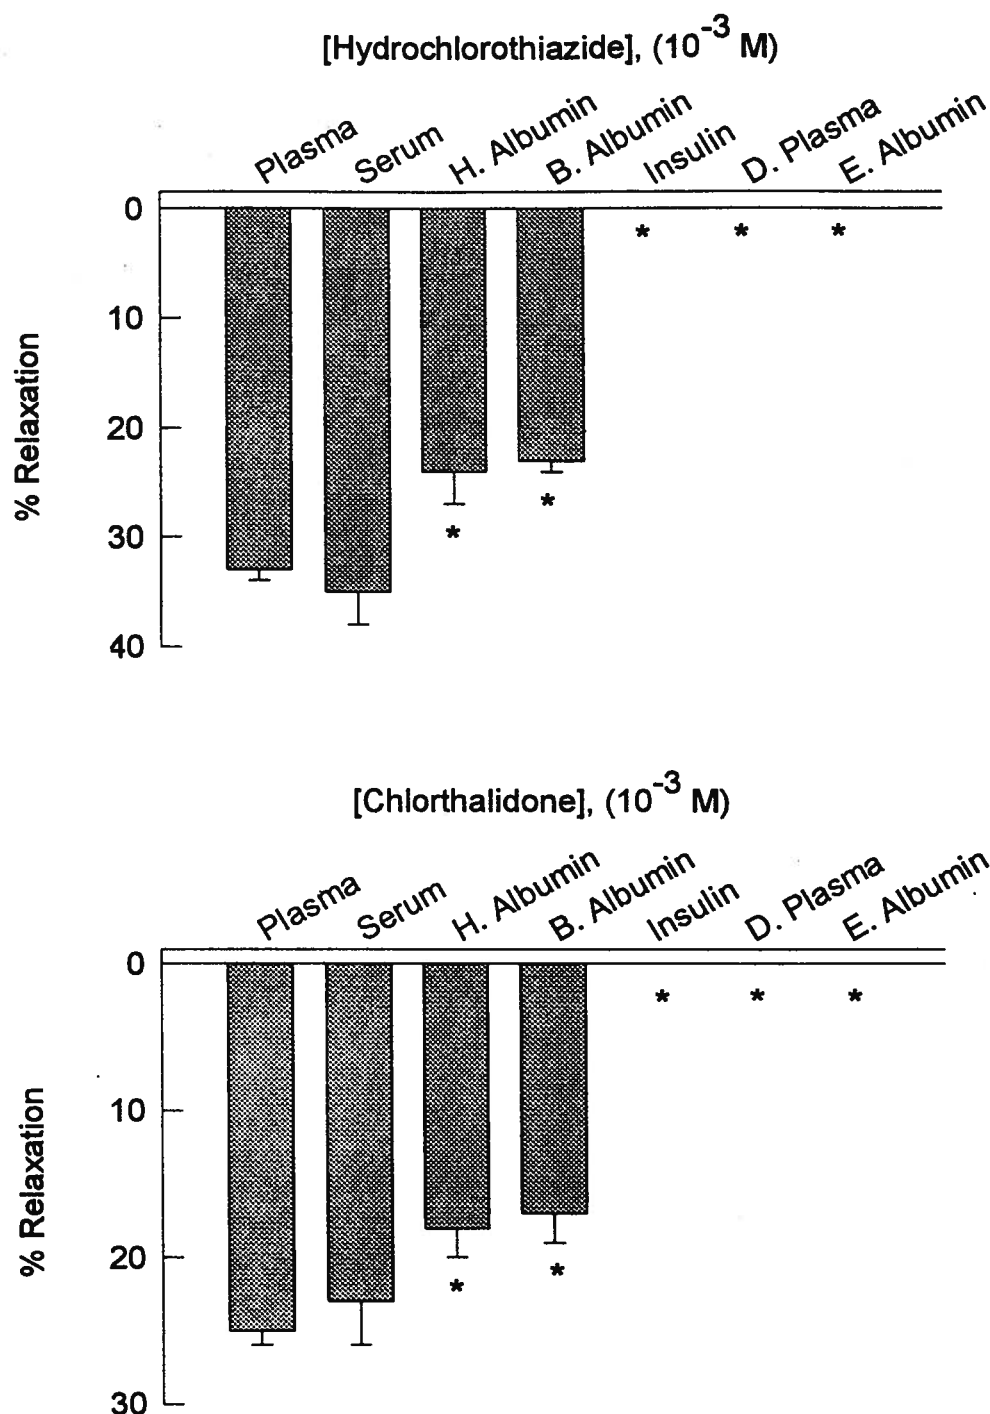 [Hydrochlorothiazide], (10⁻³ M)
Plasma
Serum
H. Albumin
B. Albumin
Insulin
D. Plasma
E. Albumin
0
*
*
*
10
20
*
*
30
40
% Relaxation
[Chlorthalidone], (10⁻³ M)
Plasma
Serum
H. Albumin
B. Albumin
Insulin
D. Plasma
E. Albumin
0
*
*
*
10
20
*
*
30
% Relaxation